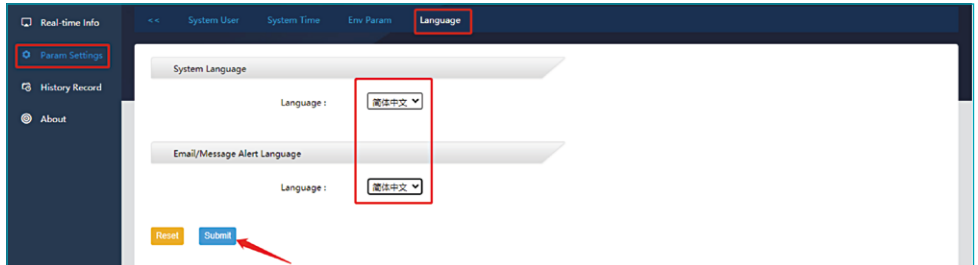 Real-time Info
Param Settings
History Record
About
<< System User System Time Env Param Language
System Language
Language : 简体中文
Email/Message Alert Language
Language : 简体中文
Reset Submit